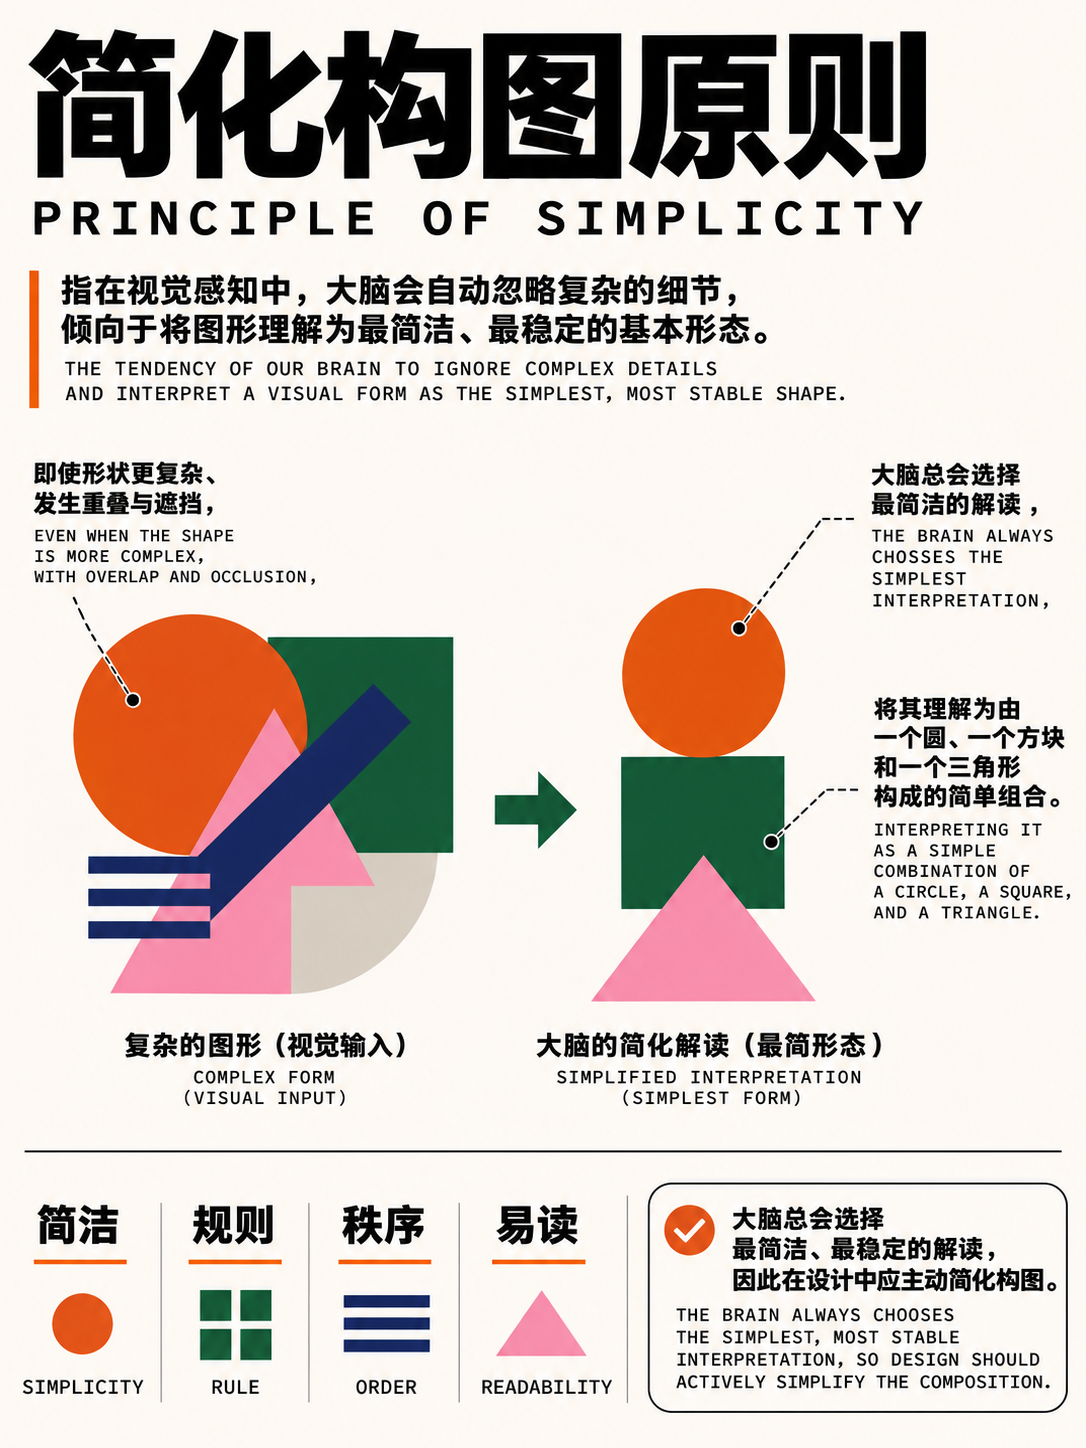 简化构图原则
PRINCIPLE OF SIMPLICITY
指在视觉感知中，大脑会自动忽略复杂的细节，
倾向于将图形理解为最简洁、最稳定的基本形态。
THE TENDENCY OF OUR BRAIN TO IGNORE COMPLEX DETAILS
AND INTERPRET A VISUAL FORM AS THE SIMPLEST, MOST STABLE SHAPE.
即使形状更复杂、
发生重叠与遮挡，
EVEN WHEN THE SHAPE
IS MORE COMPLEX,
WITH OVERLAP AND OCCLUSION,
大脑总会选择
最简洁的解读，
THE BRAIN ALWAYS
CHOSSES THE
SIMPLEST
INTERPRETATION,
将其理解为由
一个圆、一个方块
和一个三角形
构成的简单组合。
INTERPRETING IT
AS A SIMPLE
COMBINATION OF
A CIRCLE, A SQUARE,
AND A TRIANGLE.
复杂的图形（视觉输入）
COMPLEX FORM
(VISUAL INPUT)
大脑的简化解读（最简形态）
SIMPLIFIED INTERPRETATION
(SIMPLEST FORM)
简洁
SIMPLICITY
规则
RULE
秩序
ORDER
易读
READABILITY
大脑总会选择
最简洁、最稳定的解读，
因此在设计中应主动简化构图。
THE BRAIN ALWAYS CHOOSES
THE SIMPLEST, MOST STABLE
INTERPRETATION, SO DESIGN SHOULD
ACTIVELY SIMPLIFY THE COMPOSITION.